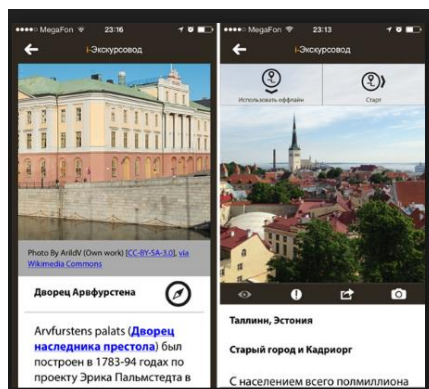 ●●●●○ MegaFon 23:16
i-Экскурсовод
Photo By ArildV (Own work) [CC-BY-SA-3.0], via
Wikimedia Commons
Дворец Арвфурстена
Arvfurstens palats (Дворец
наследника престола) был
построен в 1783-94 годах по
проекту Эрика Пальмстедта в
●●●●○ MegaFon 23:13
i-Экскурсовод
Использовать оффлайн
Старт
Таллинн, Эстония
Старый город и Кадриорг
С населением всего полмиллиона